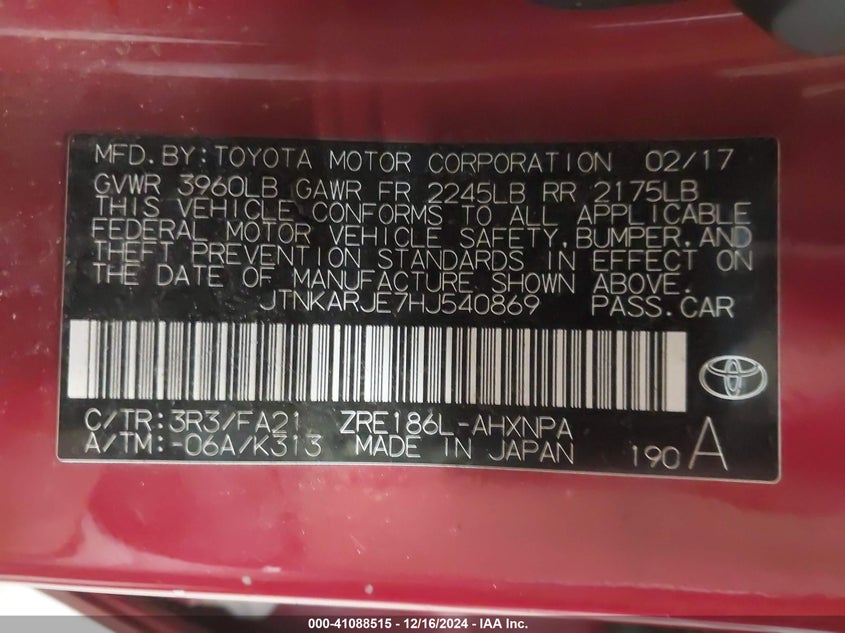 MFD.BY:TOYOTA MOTOR CORPORATION 02/17
GVWR 3960LB GAWR FR 2245LB RR 2175LB
THIS VEHICLE CONFORMS TO ALL APPLICABLE
FEDERAL MOTOR VEHICLE SAFETY,BUMPER,AND
THEFT PREVENTION STANDARDS IN EFFECT ON
THE DATE OF MANUFACTURE SHOWN ABOVE.
JTNKARJE7HJ540869 PASS.CAR
C/TR:3R3/FA21 ZRE186L-AHXNPA
A/TM:-06A/K313 MADE IN JAPAN 190 A
000-41088515 - 12/16/2024 - IAA Inc.